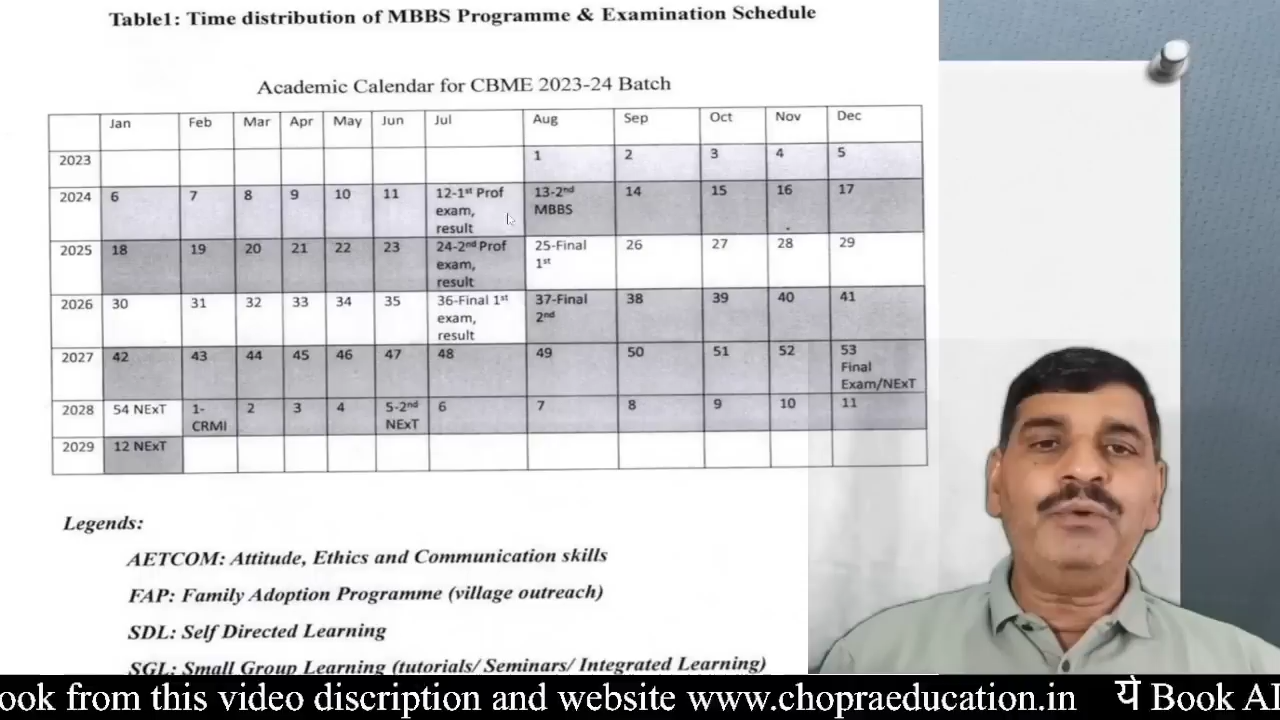 Table1: Time distribution of MBBS Programme & Examination Schedule
Academic Calendar for CBME 2023-24 Batch
Jan Feb Mar Apr May Jun Jul Aug Sep Oct Nov Dec
2023 1 2 3 4 5
2024 6 7 8 9 10 11 12-1st Prof exam, result 13-2nd MBBS 14 15 16 17
2025 18 19 20 21 22 23 24-2nd Prof exam, result 25-Final 1st 26 27 28 29
2026 30 31 32 33 34 35 36-Final 1st exam, result 37-Final 2nd 38 39 40 41
2027 42 43 44 45 46 47 48 49 50 51 52 53 Final Exam/NExT
2028 54 NExT 1-CRMI 2 3 4 5-2nd NExT 6 7 8 9 10 11
2029 12 NExT
Legends:
AETCOM: Attitude, Ethics and Communication skills
FAP: Family Adoption Programme (village outreach)
SDL: Self Directed Learning
SGL: Small Group Learning (tutorials/ Seminars/ Integrated Learning)
ook from this video discription and website www.chopraeducation.in ये Book